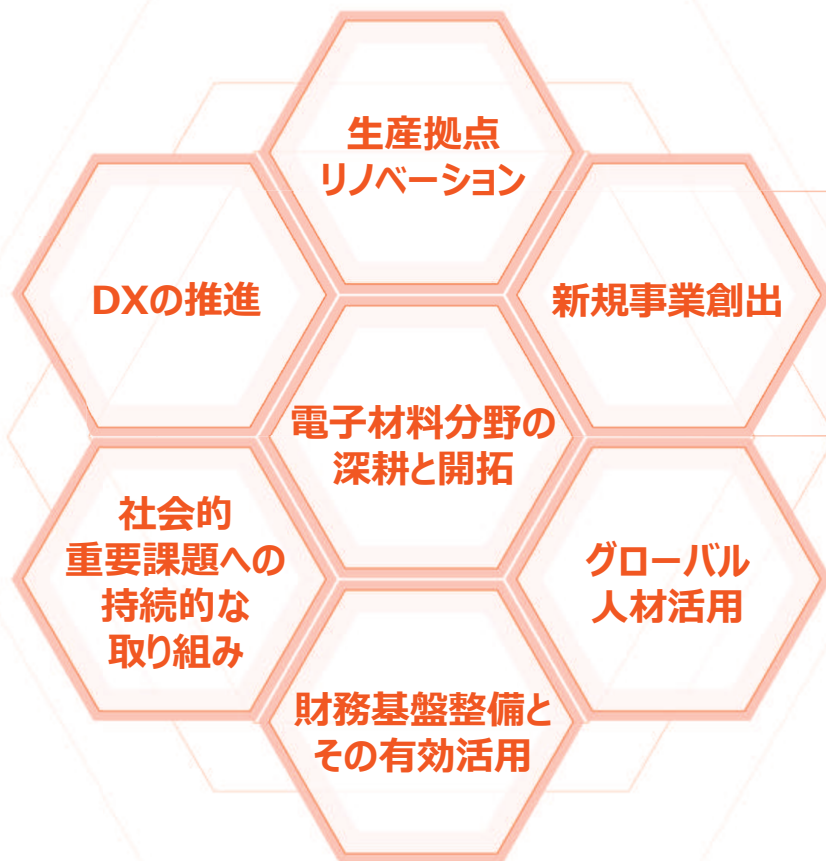 生産拠点
リノベーション
DXの推進
新規事業創出
電子材料分野の
深耕と開拓
社会的
重要課題への
持続的な
取り組み
グローバル
人材活用
財務基盤整備と
その有効活用